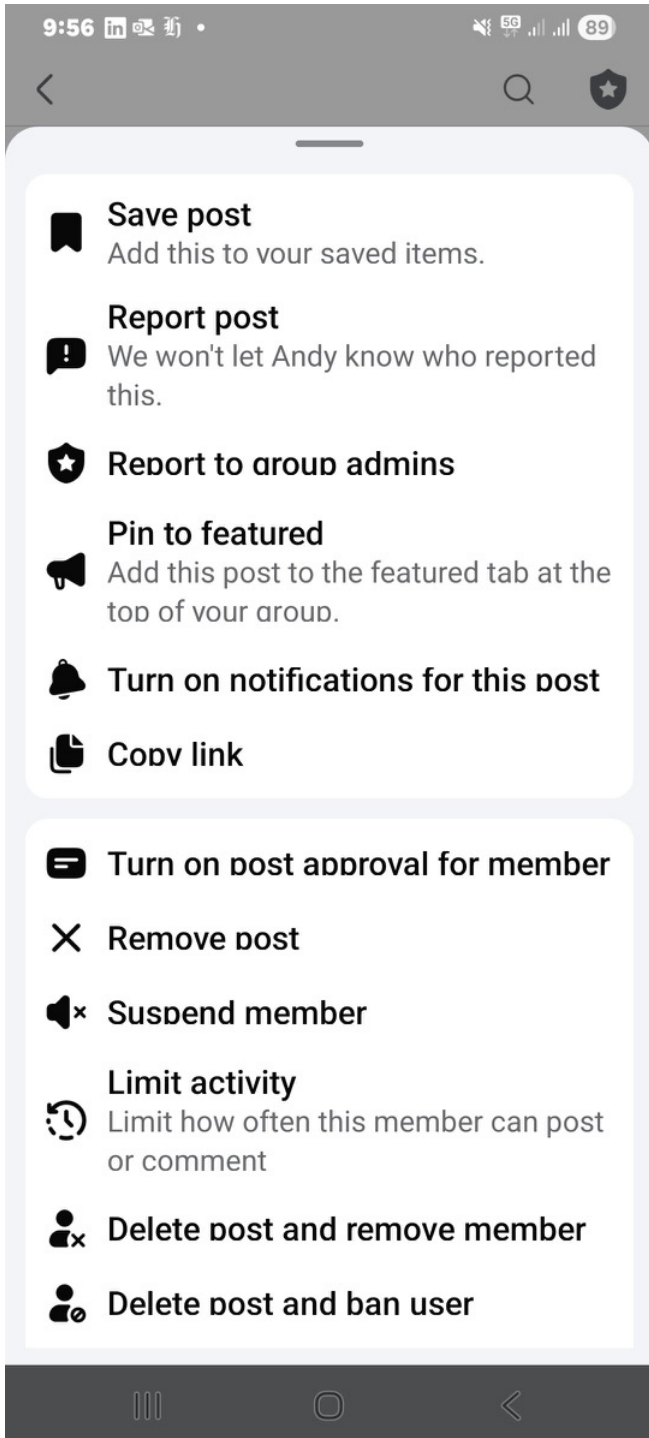 9:56
5G
89
Save post
Add this to your saved items.
Report post
We won't let Andy know who reported
this.
Report to group admins
Pin to featured
Add this post to the featured tab at the
top of your group.
Turn on notifications for this post
Copy link
Turn on post approval for member
Remove post
Suspend member
Limit activity
Limit how often this member can post
or comment
Delete post and remove member
Delete post and ban user